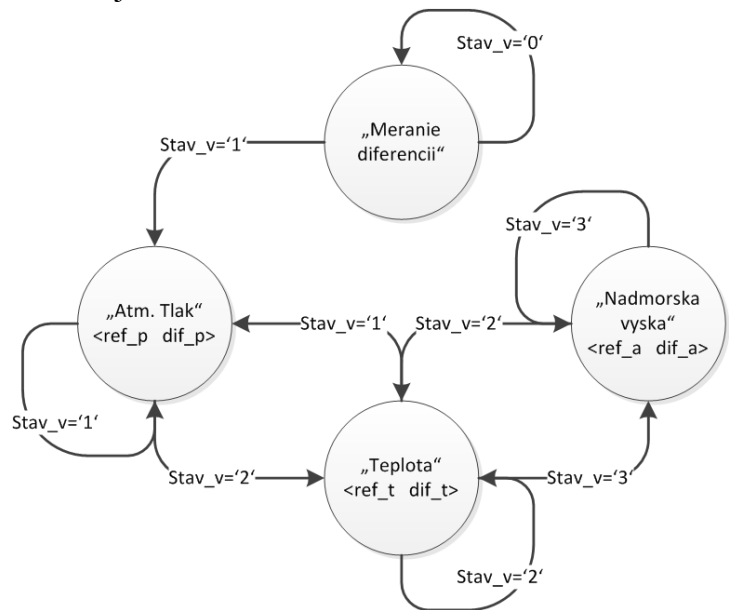 Stav_v=‘0‘
„Meranie
diferencii“
Stav_v=‘1‘
Stav_v=‘3‘
„Atm. Tlak“
<ref_p dif_p>
„Nadmorska
vyska“
<ref_a dif_a>
Stav_v=‘1‘
Stav_v=‘2‘
Stav_v=‘1‘
Stav_v=‘2‘
„Teplota“
<ref_t dif_t>
Stav_v=‘3‘
Stav_v=‘2‘